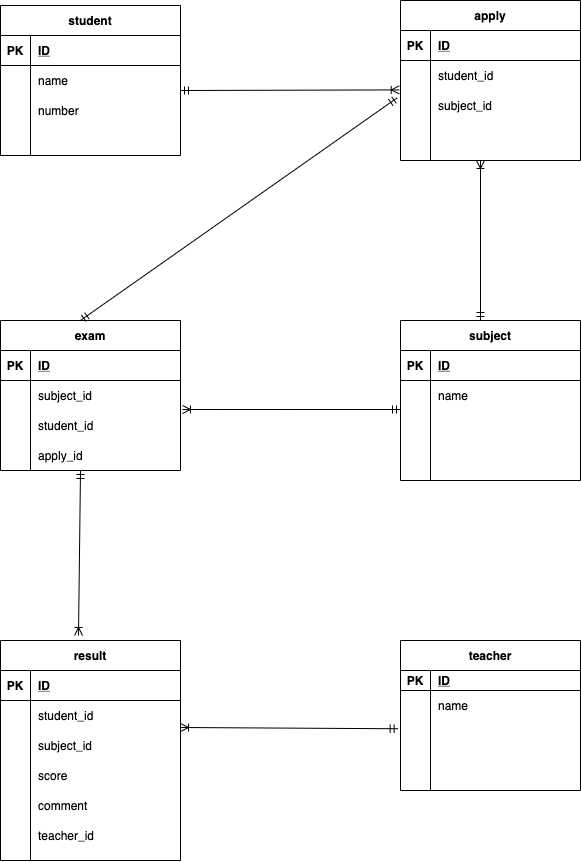 student
PK ID
name
number
apply
PK ID
student_id
subject_id
exam
PK ID
subject_id
student_id
apply_id
subject
PK ID
name
result
PK ID
student_id
subject_id
score
comment
teacher_id
teacher
PK ID
name